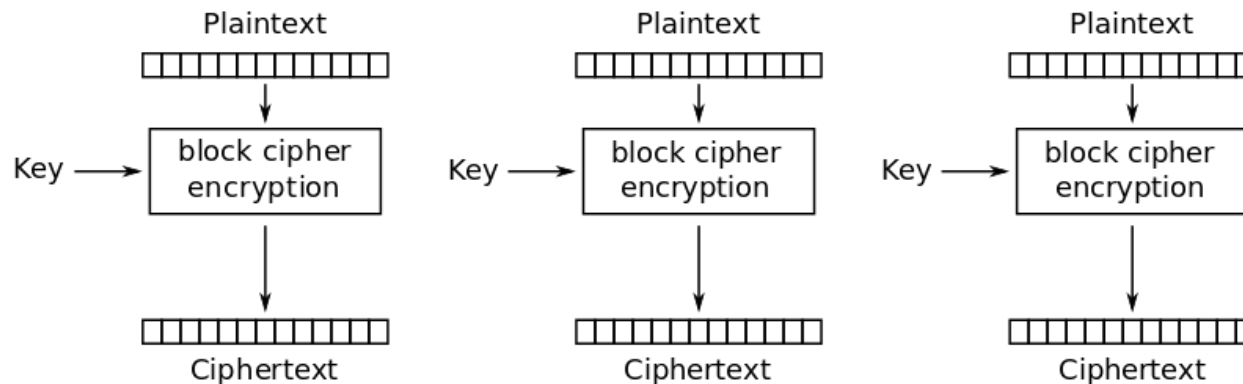 Plaintext
Plaintext
Plaintext
Key
block cipher
encryption
Key
block cipher
encryption
Key
block cipher
encryption
Ciphertext
Ciphertext
Ciphertext